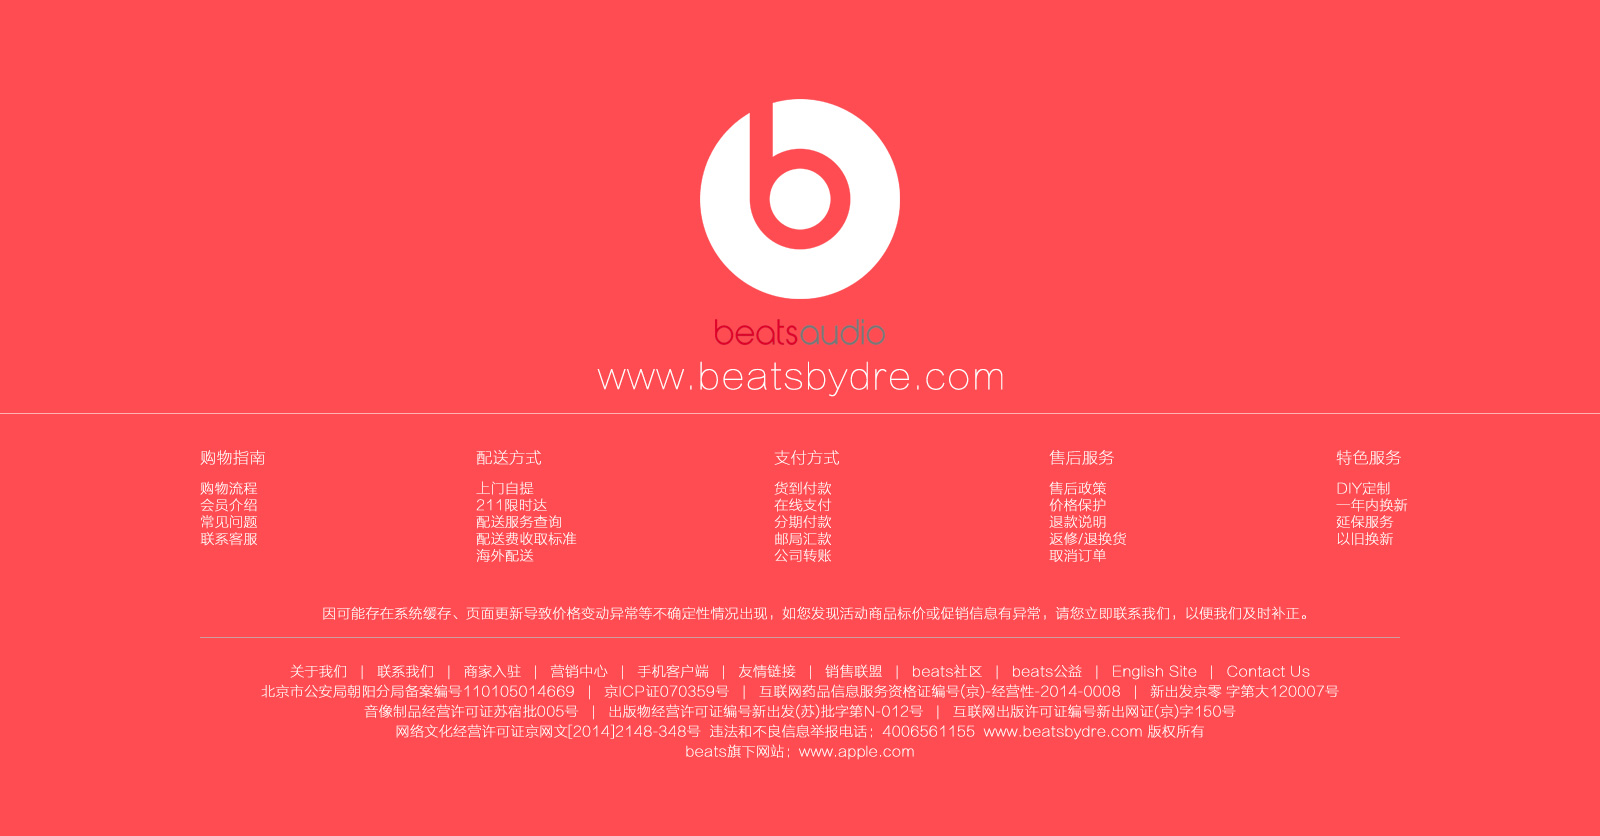 beatsaudio
www.beatsbydre.com
购物指南
购物流程
会员介绍
常见问题
联系客服
配送方式
上门自提
211限时达
配送服务查询
配送费收取标准
海外配送
支付方式
货到付款
在线支付
分期付款
邮局汇款
公司转账
售后服务
售后政策
价格保护
退款说明
返修/退换货
取消订单
特色服务
DIY定制
一年内换新
延保服务
以旧换新
因可能存在系统缓存、页面更新导致价格变动异常等不确定性情况出现，如您发现活动商品标价或促销信息有异常，请您立即联系我们，以便我们及时补正。
关于我们 | 联系我们 | 商家入驻 | 营销中心 | 手机客户端 | 友情链接 | 销售联盟 | beats社区 | beats公益 | English Site | Contact Us
北京市公安局朝阳分局备案编号110105014669 | 京ICP证070359号 | 互联网药品信息服务资格证编号(京)-经营性-2014-0008 | 新出发京零 字第大120007号
音像制品经营许可证苏宿批005号 | 出版物经营许可证编号新出发(苏)批字第N-012号 | 互联网出版许可证编号新出网证(京)字150号
网络文化经营许可证京网文[2014]2148-348号 违法和不良信息举报电话：4006561155 www.beatsbydre.com 版权所有
beats旗下网站：www.apple.com